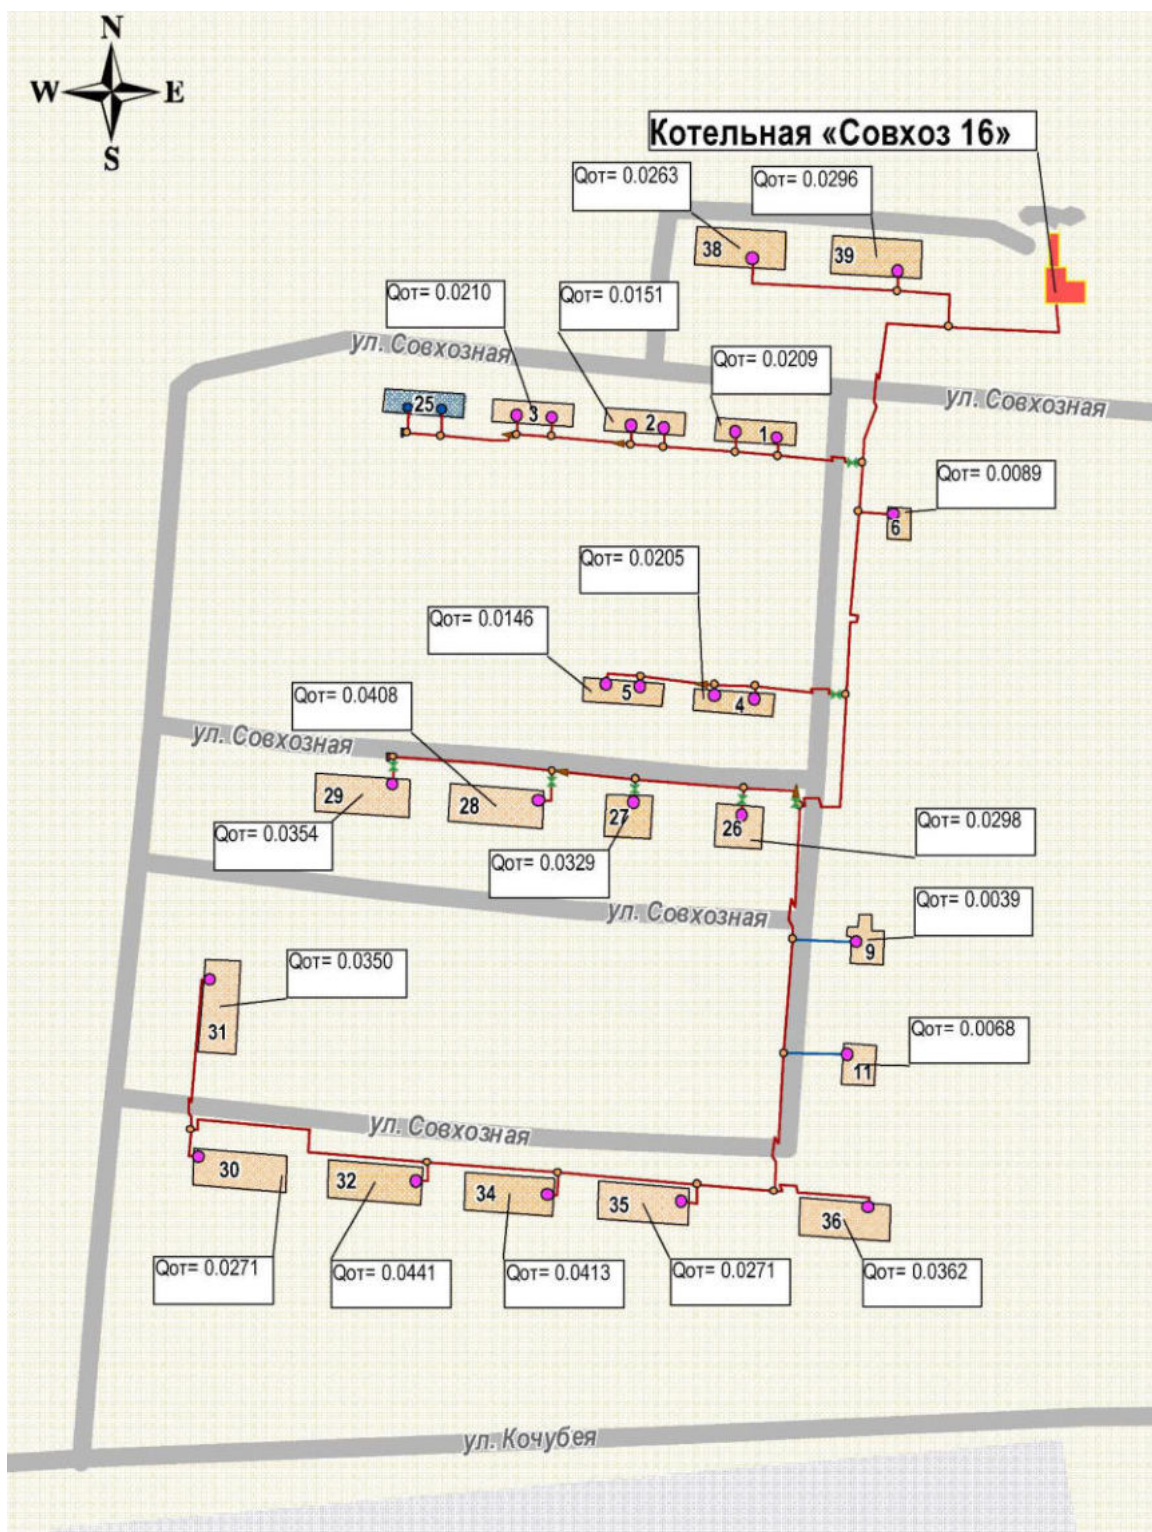 N
W E
S
Котельная «Совхоз 16»
Qот= 0.0263
Qот= 0.0296
38
39
Qот= 0.0210
Qот= 0.0151
ул. Совхозная
Qот= 0.0209
ул. Совхозная
25
3
2
1
Qот= 0.0089
6
Qот= 0.0205
Qот= 0.0146
5
4
Qот= 0.0408
ул. Совхозная
29
28
27
26
Qот= 0.0298
Qот= 0.0354
Qот= 0.0329
Qот= 0.0039
ул. Совхозная
9
Qот= 0.0350
31
Qот= 0.0068
11
ул. Совхозная
30
32
34
35
36
Qот= 0.0271
Qот= 0.0441
Qот= 0.0413
Qот= 0.0271
Qот= 0.0362
ул. Кочубея